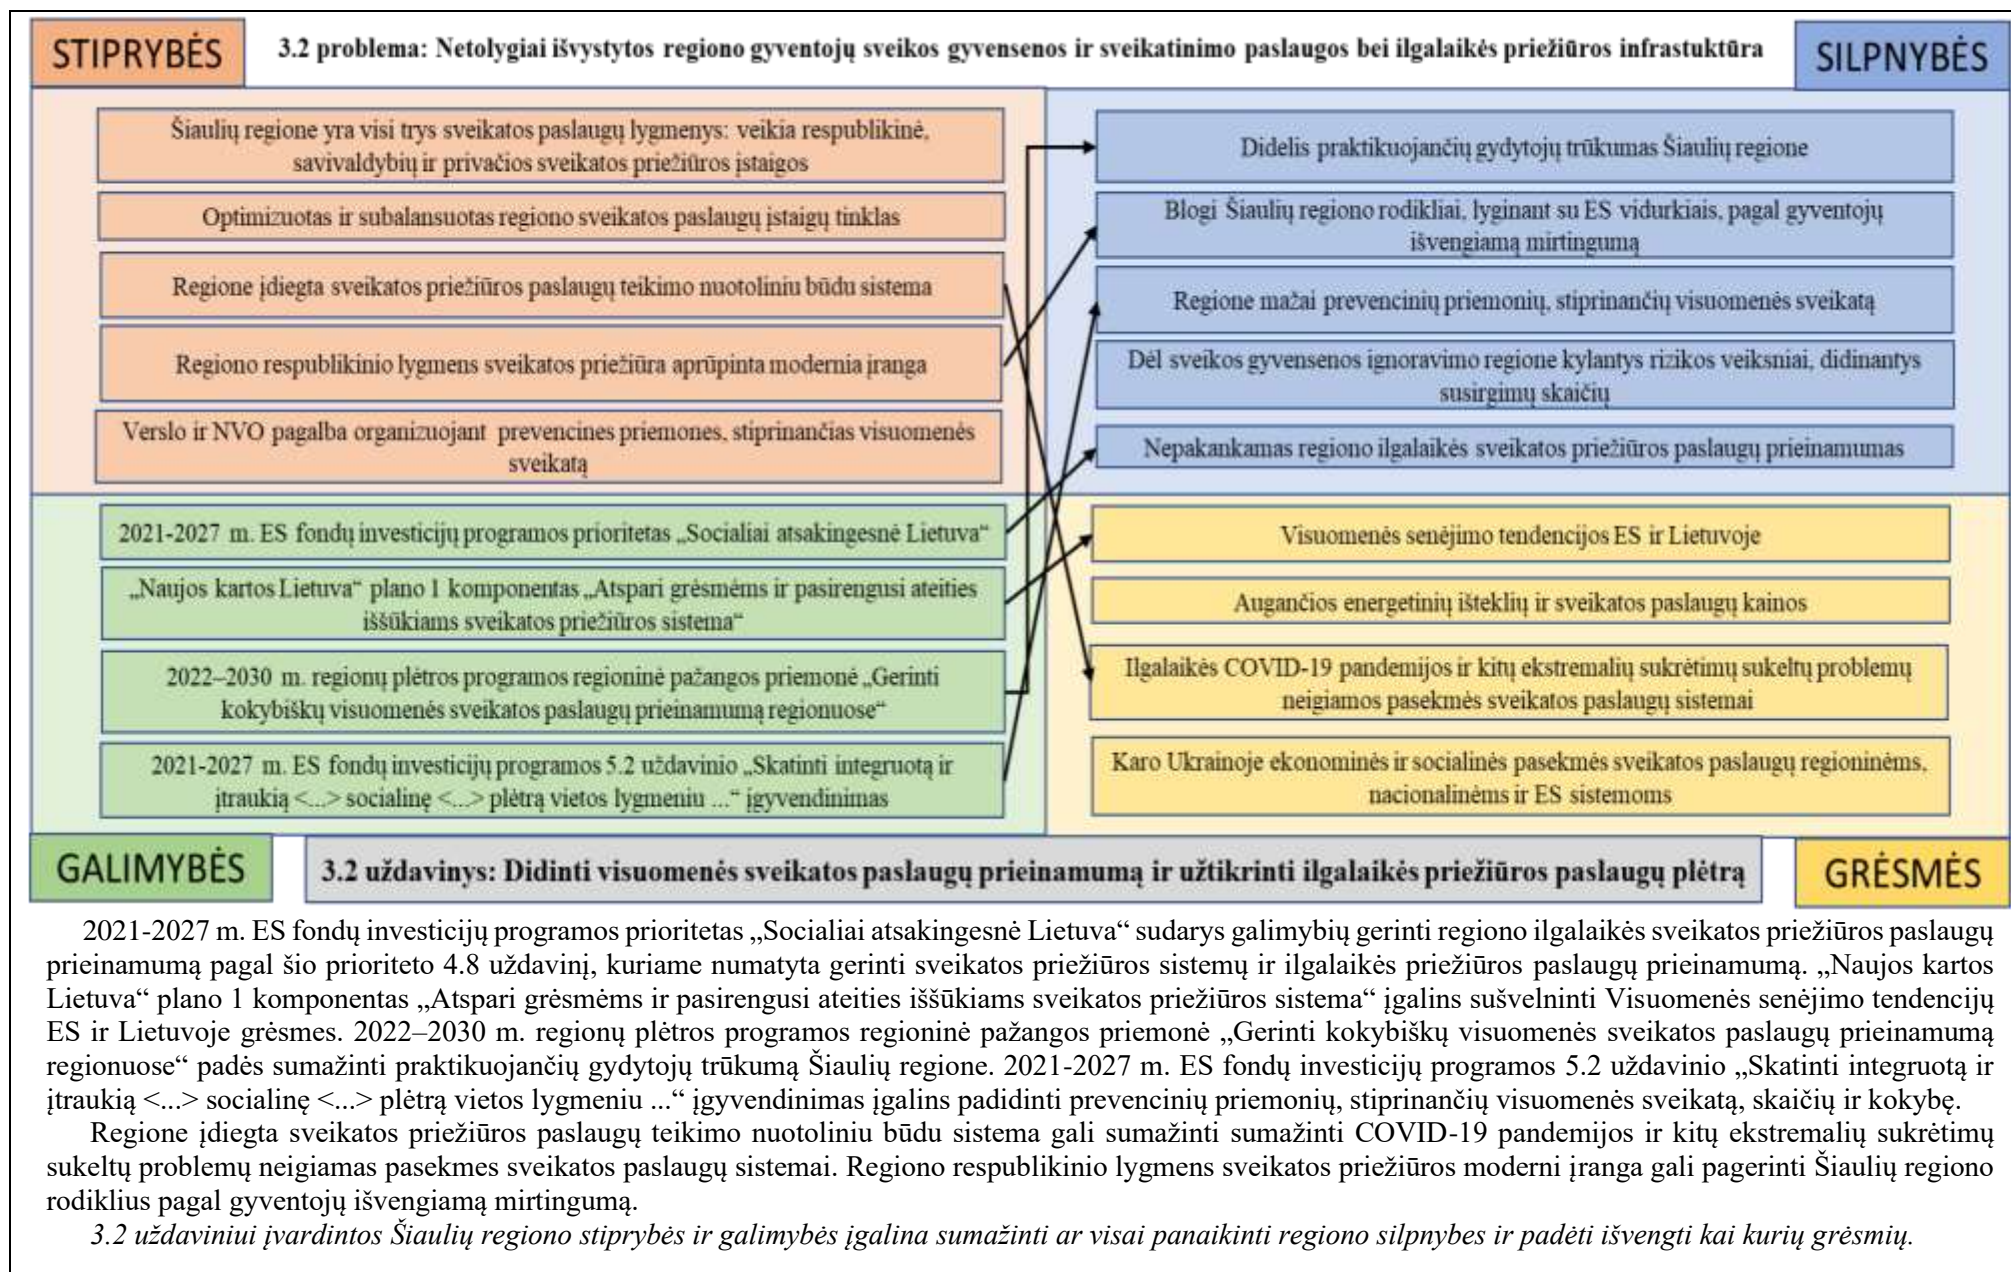 STIPRYBĖS
3.2 problema: Netolygiai išvystytos regiono gyventojų sveikos gyvensenos ir sveikatinimo paslaugos bei ilgalaikės priežiūros infrastuktūra
SILPNYBĖS
Šiaulių regione yra visi trys sveikatos paslaugų lygmenys: veikia respublikinė,
savivaldybių ir privačios sveikatos priežiūros įstaigos
Optimizuotas ir subalansuotas regiono sveikatos paslaugų įstaigų tinklas
Regione įdiegta sveikatos priežiūros paslaugų teikimo nuotoliniu būdu sistema
Regiono respublikinio lygmens sveikatos priežiūra aprūpinta modernia įranga
Verslo ir NVO pagalba organizuojant prevencines priemones, stiprinančias visuomenės
sveikatą
Didelis praktikuojančių gydytojų trūkumas Šiaulių regione
Blogi Šiaulių regiono rodikliai, lyginant su ES vidurkiais, pagal gyventojų
išvengiamą mirtingumą
Regione mažai prevencinių priemonių, stiprinančių visuomenės sveikatą
Dėl sveikos gyvensenos ignoravimo regione kylantys rizikos veiksniai, didinantys
susirgimų skaičių
Nepakankamas regiono ilgalaikės sveikatos priežiūros paslaugų prieinamumas
2021-2027 m. ES fondų investicijų programos prioritetas „Socialiai atsakingesnė Lietuva“
„Naujos kartos Lietuva“ plano 1 komponentas „Atspari grėsmėms ir pasirengusi ateities
iššūkiams sveikatos priežiūros sistema“
2022–2030 m. regionų plėtros programos regioninė pažangos priemonė „Gerinti
kokybiškų visuomenės sveikatos paslaugų prieinamumą regionuose“
2021-2027 m. ES fondų investicijų programos 5.2 uždavinio „Skatinti integruotą ir
įtraukią <...> socialinę <...> plėtrą vietos lygmeniu ...“ įgyvendinimas
Visuomenės senėjimo tendencijos ES ir Lietuvoje
Augančios energetinių išteklių ir sveikatos paslaugų kainos
Ilgalaikės COVID-19 pandemijos ir kitų ekstremalių sukrėtimų sukeltų problemų
neigiamos pasekmės sveikatos paslaugų sistemai
Karo Ukrainoje ekonominės ir socialinės pasekmės sveikatos paslaugų regioninėms,
nacionalinėms ir ES sistemoms
GALIMYBĖS
3.2 uždavinys: Didinti visuomenės sveikatos paslaugų prieinamumą ir užtikrinti ilgalaikės priežiūros paslaugų plėtrą
GRĖSMĖS
2021-2027 m. ES fondų investicijų programos prioritetas „Socialiai atsakingesnė Lietuva“ sudarys galimybių gerinti regiono ilgalaikės sveikatos priežiūros paslaugų
prieinamumą pagal šio prioriteto 4.8 uždavinį, kuriame numatyta gerinti sveikatos priežiūros sistemų ir ilgalaikės priežiūros paslaugų prieinamumą. „Naujos kartos
Lietuva“ plano 1 komponentas „Atspari grėsmėms ir pasirengusi ateities iššūkiams sveikatos priežiūros sistema“ įgalins sušvelninti Visuomenės senėjimo tendencijų
ES ir Lietuvoje grėsmes. 2022–2030 m. regionų plėtros programos regioninė pažangos priemonė „Gerinti kokybiškų visuomenės sveikatos paslaugų prieinamumą
regionuose“ padės sumažinti praktikuojančių gydytojų trūkumą Šiaulių regione. 2021-2027 m. ES fondų investicijų programos 5.2 uždavinio „Skatinti integruotą ir
įtraukią <...> socialinę <...> plėtrą vietos lygmeniu ...“ įgyvendinimas įgalins padidinti prevencinių priemonių, stiprinančių visuomenės sveikatą, skaičių ir kokybę.
Regione įdiegta sveikatos priežiūros paslaugų teikimo nuotoliniu būdu sistema gali sumažinti sumažinti COVID-19 pandemijos ir kitų ekstremalių sukrėtimų
sukeltų problemų neigiamas pasekmes sveikatos paslaugų sistemai. Regiono respublikinio lygmens sveikatos priežiūros moderni įranga gali pagerinti Šiaulių regiono
rodiklius pagal gyventojų išvengiamą mirtingumą.
3.2 uždaviniui įvardintos Šiaulių regiono stiprybės ir galimybės įgalina sumažinti ar visai panaikinti regiono silpnybes ir padėti išvengti kai kurių grėsmių.